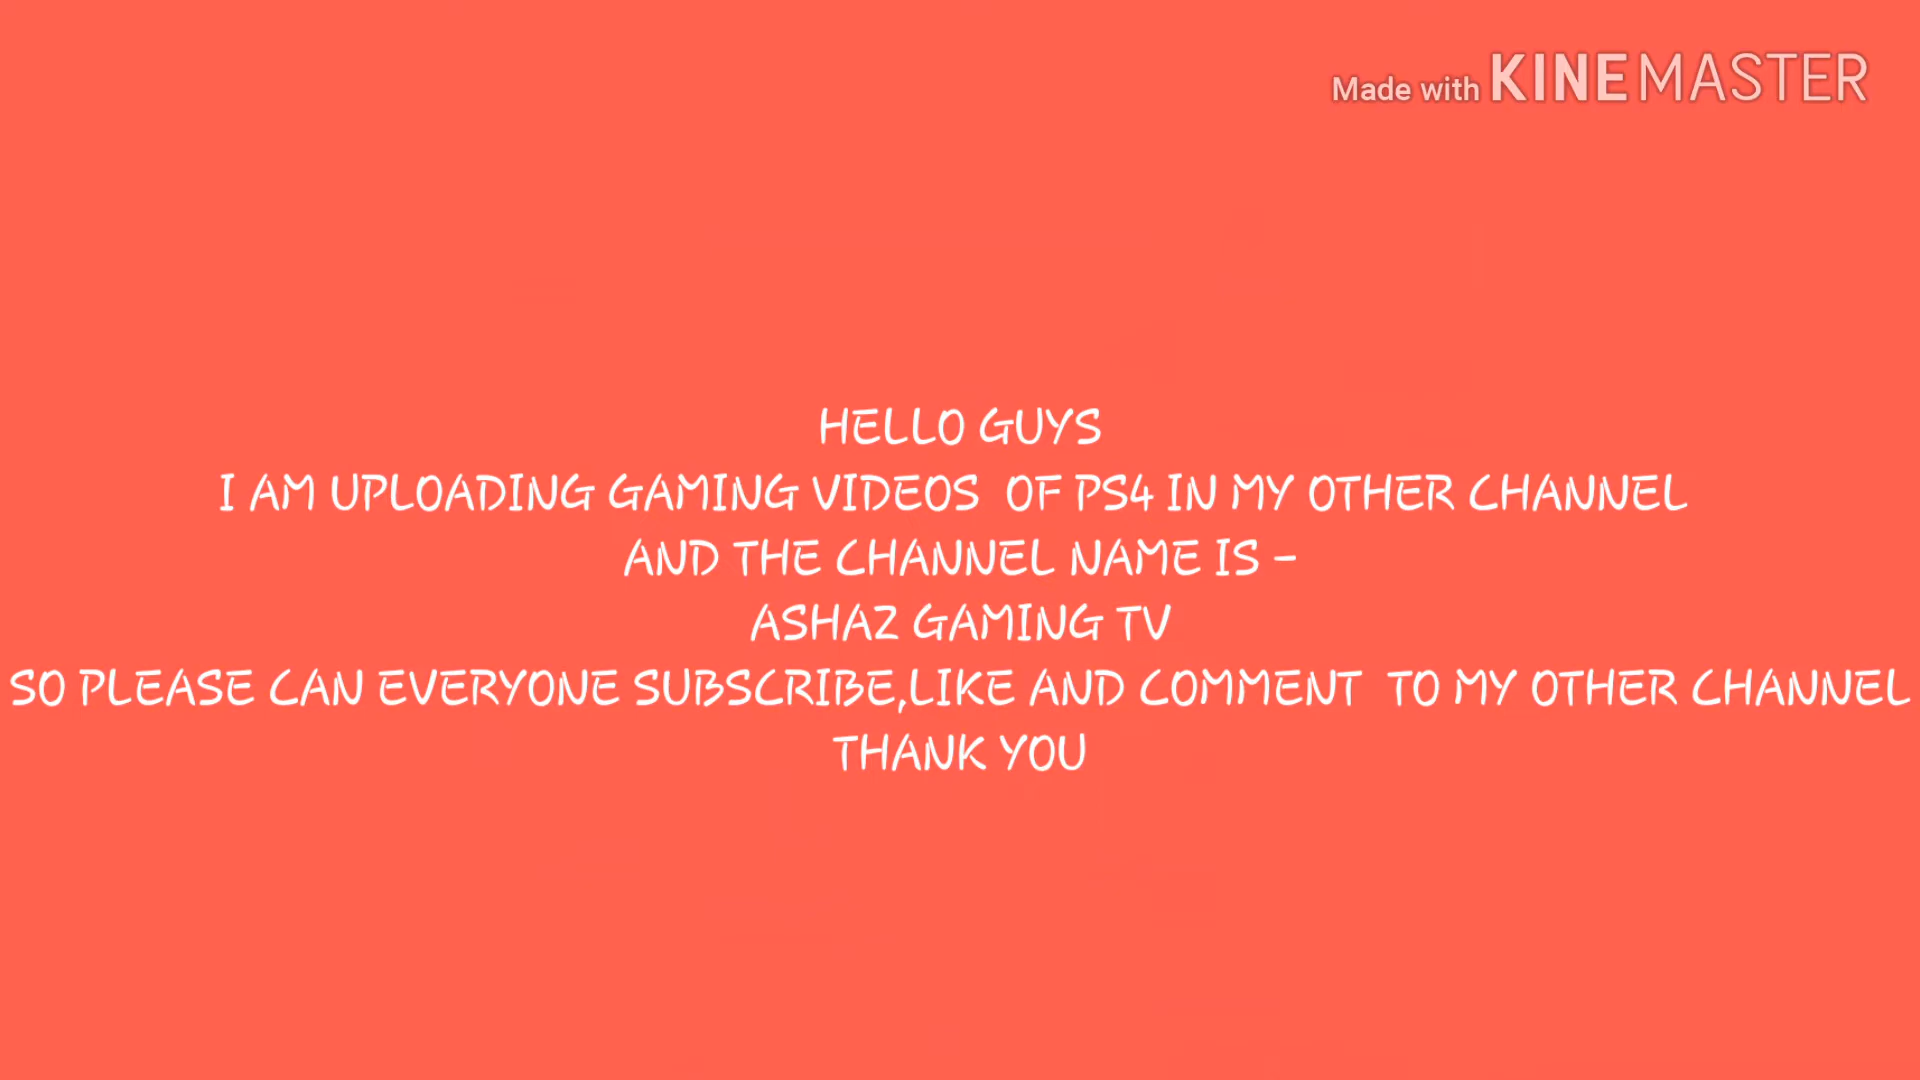 Made with KINEMASTER
HELLO GUYS
I AM UPLOADING GAMING VIDEOS  OF PS4 IN MY OTHER CHANNEL
AND THE CHANNEL NAME IS -
ASHAZ GAMING TV
SO PLEASE CAN EVERYONE SUBSCRIBE,LIKE AND COMMENT  TO MY OTHER CHANNEL
THANK YOU